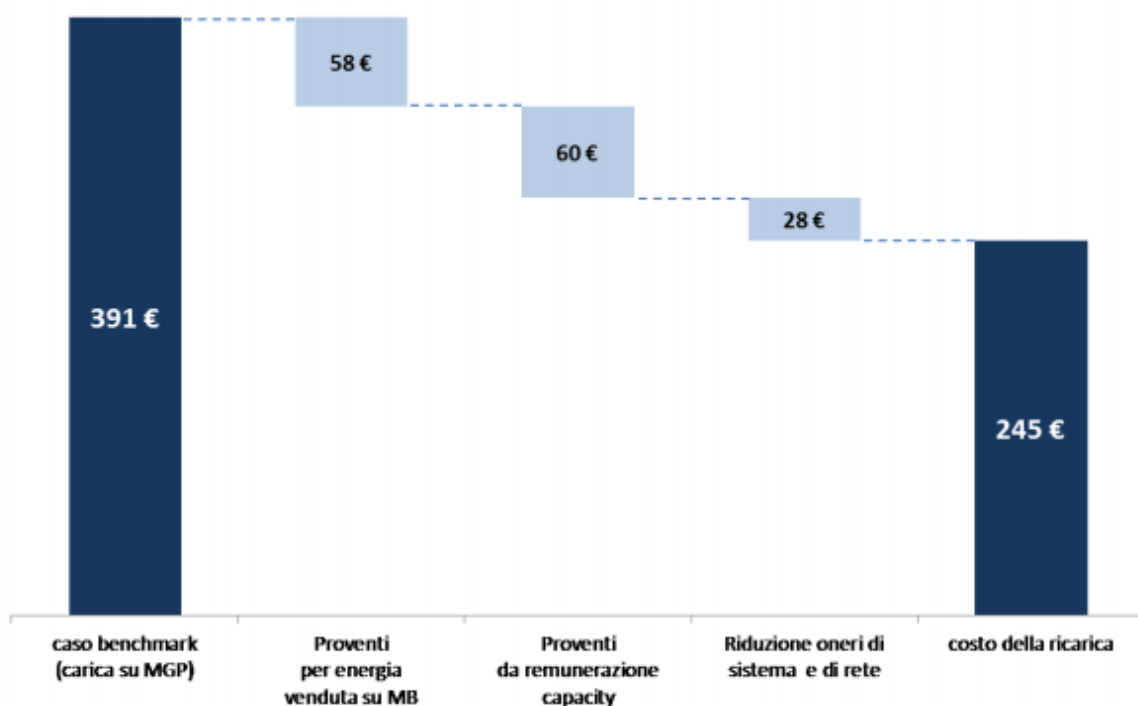 58 €
60 €
28 €
391 €
245 €
caso benchmark
(carica su MGP)
Proventi
per energia
venduta su MB
Proventi
da remunerazione
capacity
Riduzione oneri di
sistema e di rete
costo della ricarica